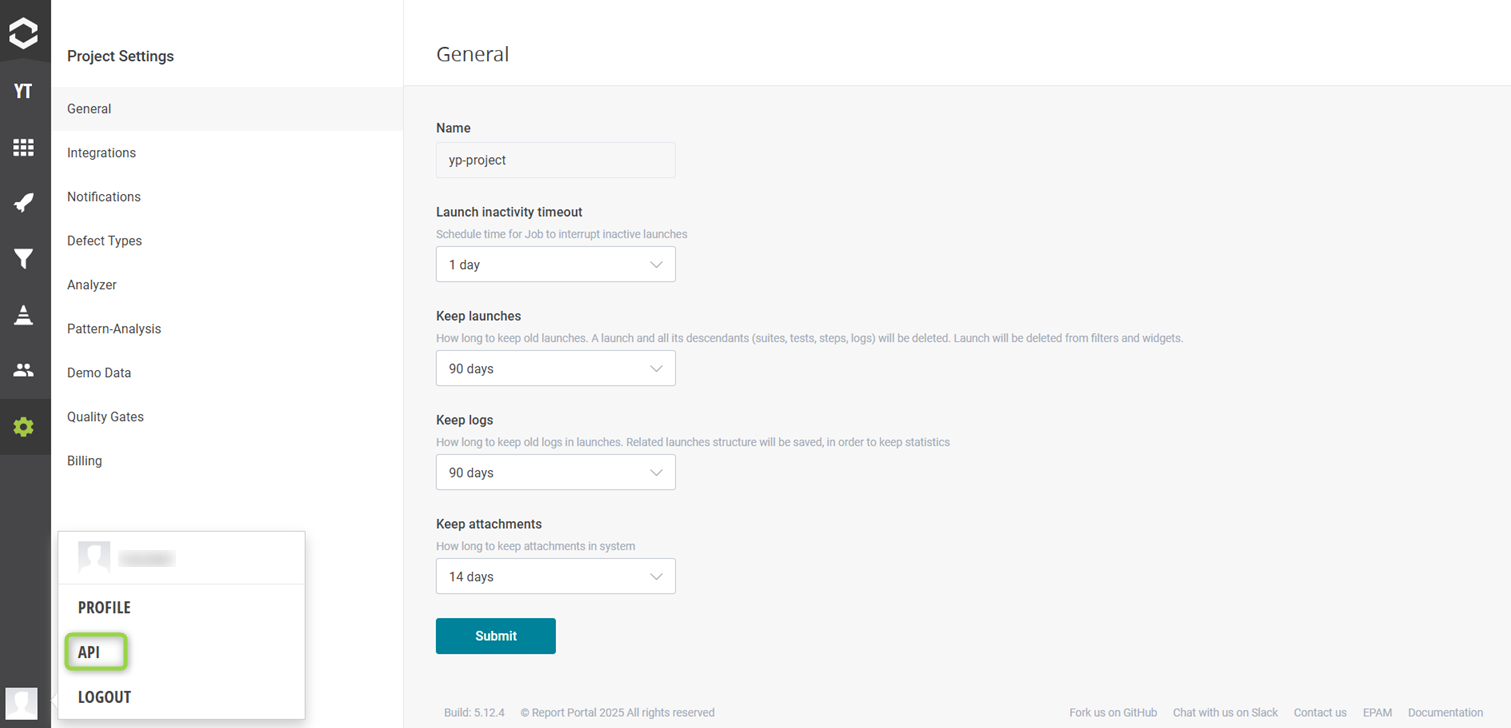 YT
Project Settings
General
Integrations
Notifications
Defect Types
Analyzer
Pattern-Analysis
Demo Data
Quality Gates
Billing
PROFILE
API
LOGOUT
General
Name
yp-project
Launch inactivity timeout
Schedule time for Job to interrupt inactive launches
1 day
Keep launches
How long to keep old launches. A launch and all its descendants (suites, tests, steps, logs) will be deleted. Launch will be deleted from filters and widgets.
90 days
Keep logs
How long to keep old logs in launches. Related launches structure will be saved, in order to keep statistics
90 days
Keep attachments
How long to keep attachments in system
14 days
Submit
Build: 5.12.4 © Report Portal 2025 All rights reserved Fork us on GitHub Chat with us on Slack Contact us EPAM Documentation